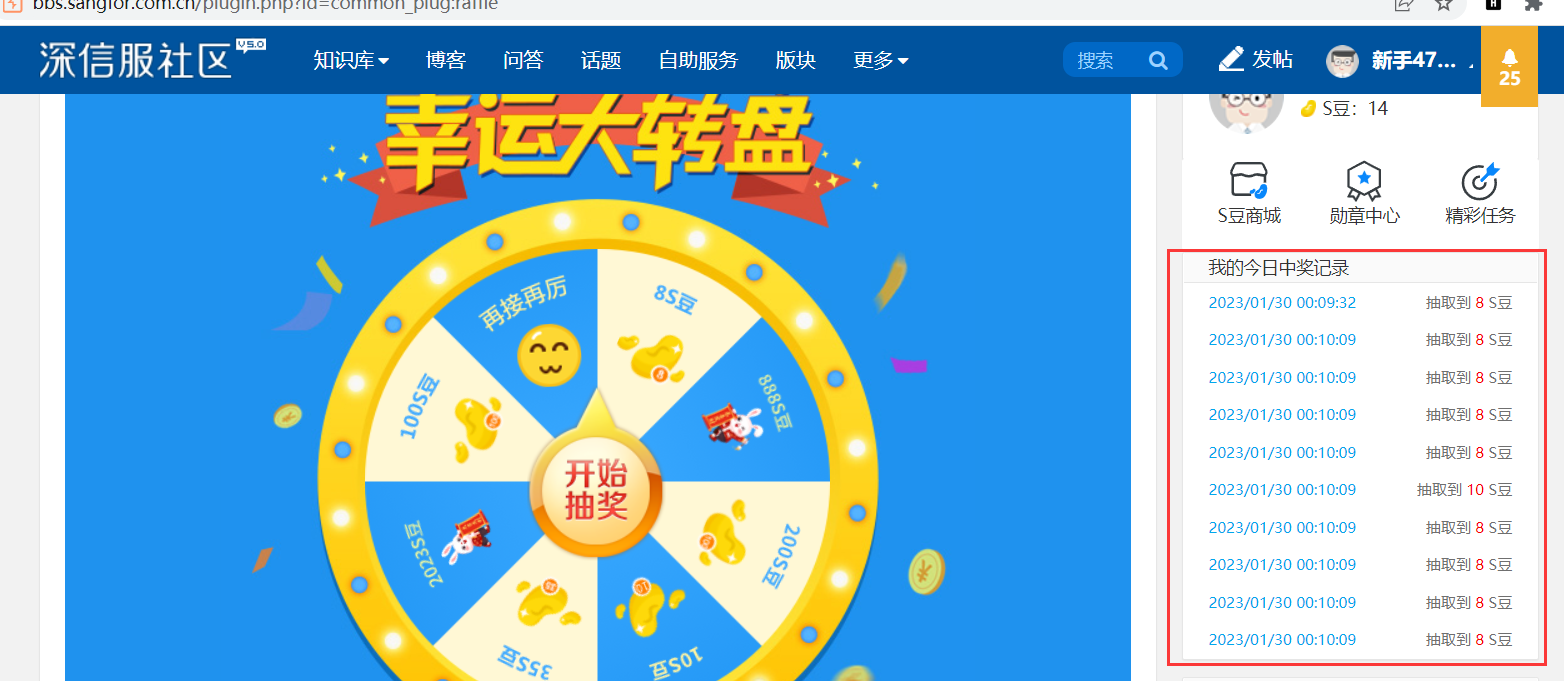 bbs.sangfor.com.cn/plugin.php?id=common_plug:raffle
深信服社区 V5.0
知识库 博客 问答 话题 自助服务 版块 更多
搜索 发帖 新手47... 25
幸运大转盘
S豆：14
S豆商城 勋章中心 精彩任务
再接再厉
8S豆
8
888S豆
200S豆
10S豆
10
35S豆
2023S豆
100S豆
开始
抽奖
我的今日中奖记录
2023/01/30 00:09:32 抽取到 8 S豆
2023/01/30 00:10:09 抽取到 8 S豆
2023/01/30 00:10:09 抽取到 8 S豆
2023/01/30 00:10:09 抽取到 8 S豆
2023/01/30 00:10:09 抽取到 8 S豆
2023/01/30 00:10:09 抽取到 10 S豆
2023/01/30 00:10:09 抽取到 8 S豆
2023/01/30 00:10:09 抽取到 8 S豆
2023/01/30 00:10:09 抽取到 8 S豆
2023/01/30 00:10:09 抽取到 8 S豆